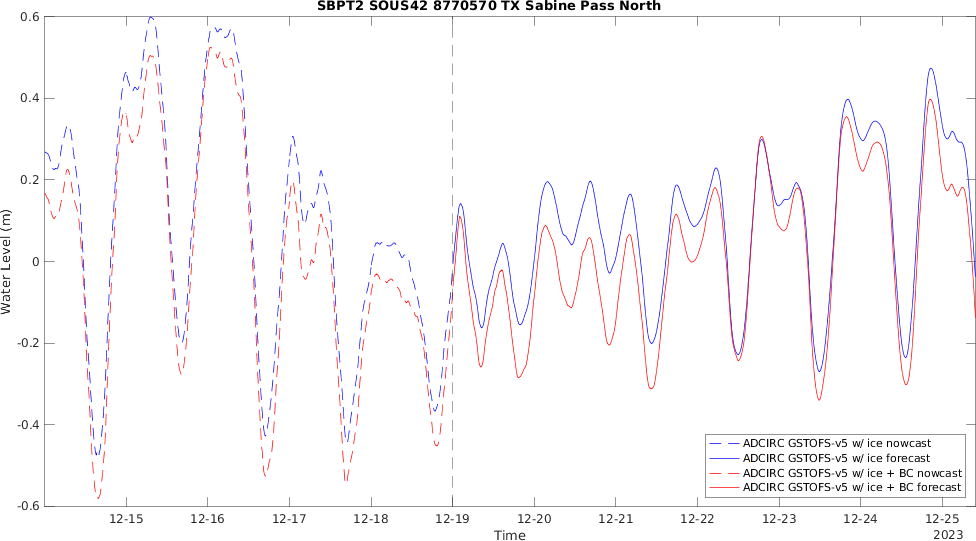 SBPT2 SOUS42 8770570 TX Sabine Pass North
Water Level (m)
0.6
0.4
0.2
0
-0.2
-0.4
-0.6
ADCIRC GSTOFS-v5 w/ ice nowcast
ADCIRC GSTOFS-v5 w/ ice forecast
ADCIRC GSTOFS-v5 w/ ice + BC nowcast
ADCIRC GSTOFS-v5 w/ ice + BC forecast
12-15 12-16 12-17 12-18 12-19 12-20 12-21 12-22 12-23 12-24 12-25
Time
2023